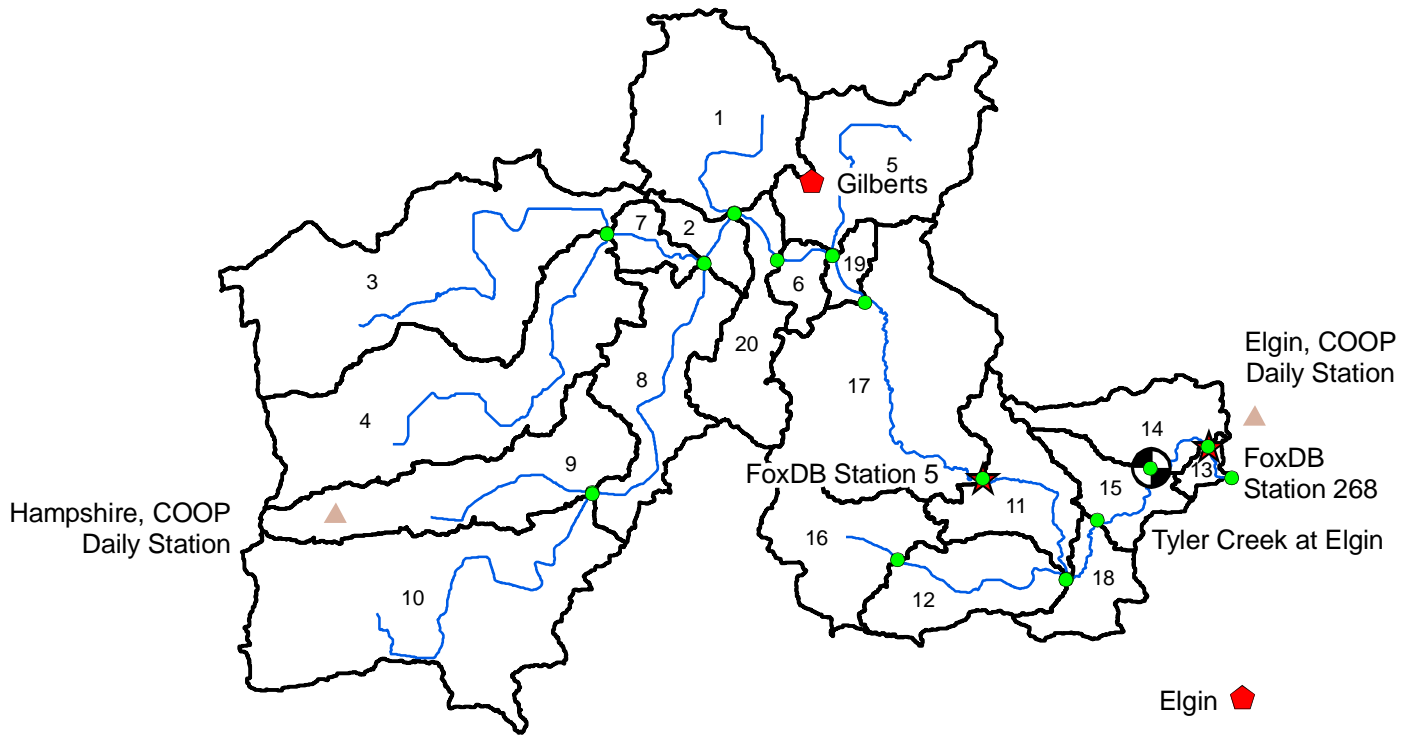 1
5
Gilberts
7
2
3
19
6
20
Elgin, COOP
Daily Station
8
17
4
14
9
FoxDB Station 5
13
FoxDB
Station 268
15
11
Hampshire, COOP
Daily Station
16
Tyler Creek at Elgin
18
10
12
Elgin